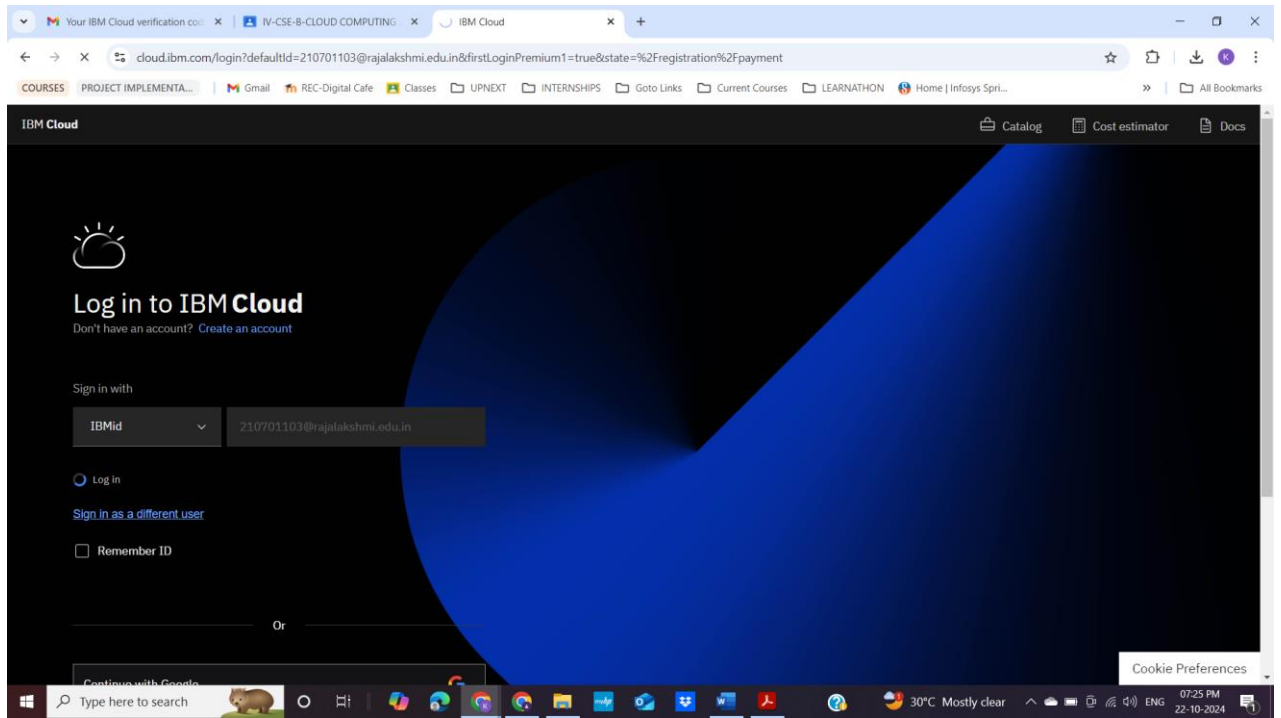 Your IBM Cloud verification cod
IV-CSE-B-CLOUD COMPUTING
IBM Cloud
cloud.ibm.com/login?defaultId=210701103@rajalakshmi.edu.in&firstLoginPremium1=true&state=%2Fregistration%2Fpayment
K
COURSES PROJECT IMPLEMENTA... Gmail REC-Digital Cafe Classes UPNEXT INTERNSHIPS Goto Links Current Courses LEARNATHON Home | Infosys Spri... » All Bookmarks
IBM Cloud
Catalog Cost estimator Docs
Log in to IBM Cloud
Don't have an account? Create an account
Sign in with
IBMid 210701103@rajalakshmi.edu.in
Log in
Sign in as a different user
Remember ID
Or
Continue with Google
Cookie Preferences
Type here to search
30°C Mostly clear
ENG
07:25 PM
22-10-2024
1